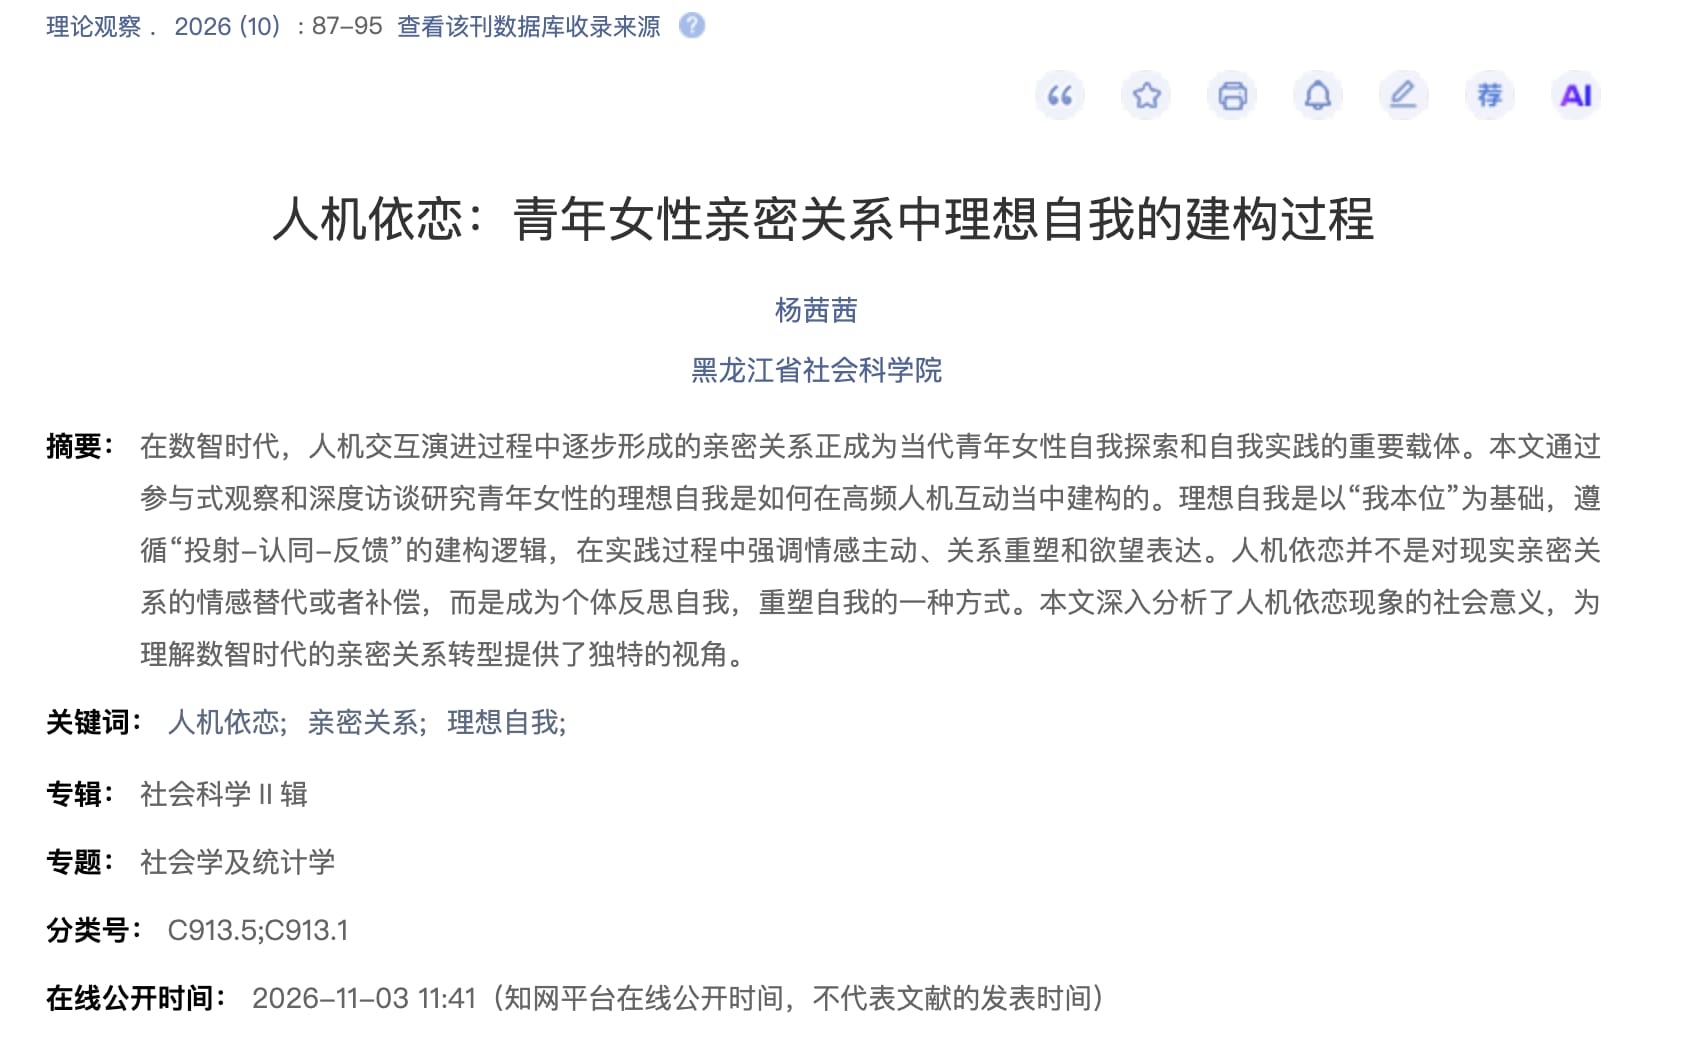 理论观察． 2026 (10) : 87–95 查看该刊数据库收录来源 ?
荐 AI
人机依恋：青年女性亲密关系中理想自我的建构过程
杨茜茜
黑龙江省社会科学院
摘要： 在数智时代，人机交互演进过程中逐步形成的亲密关系正成为当代青年女性自我探索和自我实践的重要载体。本文通过
参与式观察和深度访谈研究青年女性的理想自我是如何在高频人机互动当中建构的。理想自我是以“我本位”为基础，遵
循“投射–认同–反馈”的建构逻辑，在实践过程中强调情感主动、关系重塑和欲望表达。人机依恋并不是对现实亲密关
系的情感替代或者补偿，而是成为个体反思自我，重塑自我的一种方式。本文深入分析了人机依恋现象的社会意义，为
理解数智时代的亲密关系转型提供了独特的视角。
关键词： 人机依恋; 亲密关系; 理想自我;
专辑： 社会科学Ⅱ辑
专题： 社会学及统计学
分类号： C913.5;C913.1
在线公开时间： 2026–11–03 11:41（知网平台在线公开时间，不代表文献的发表时间）